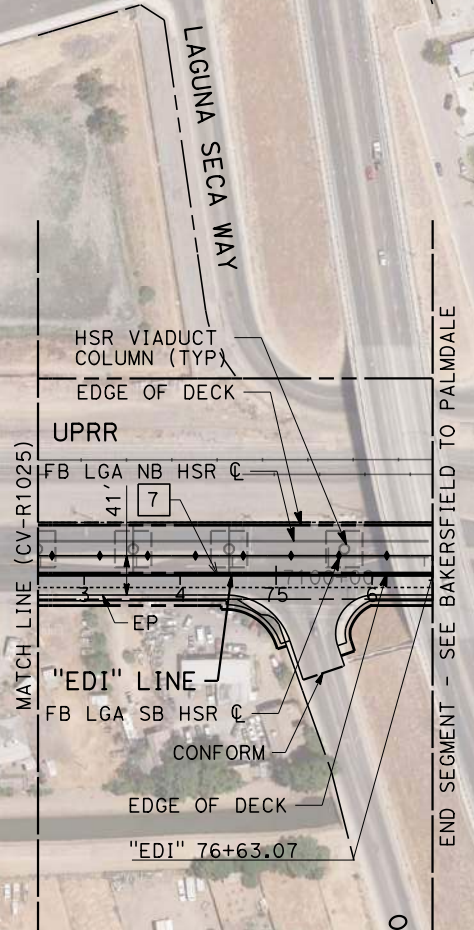 LAGUNA SECA WAY
HSR VIADUCT
COLUMN (TYP)
EDGE OF DECK
UPRR
FB LGA NB HSR ℄
41'
7
3
4
75
6
7100+00
EP
"EDI" LINE
FB LGA SB HSR ℄
CONFORM
EDGE OF DECK
"EDI" 76+63.07
MATCH LINE (CV-R1025)
END SEGMENT - SEE BAKERSFIELD TO PALMDALE